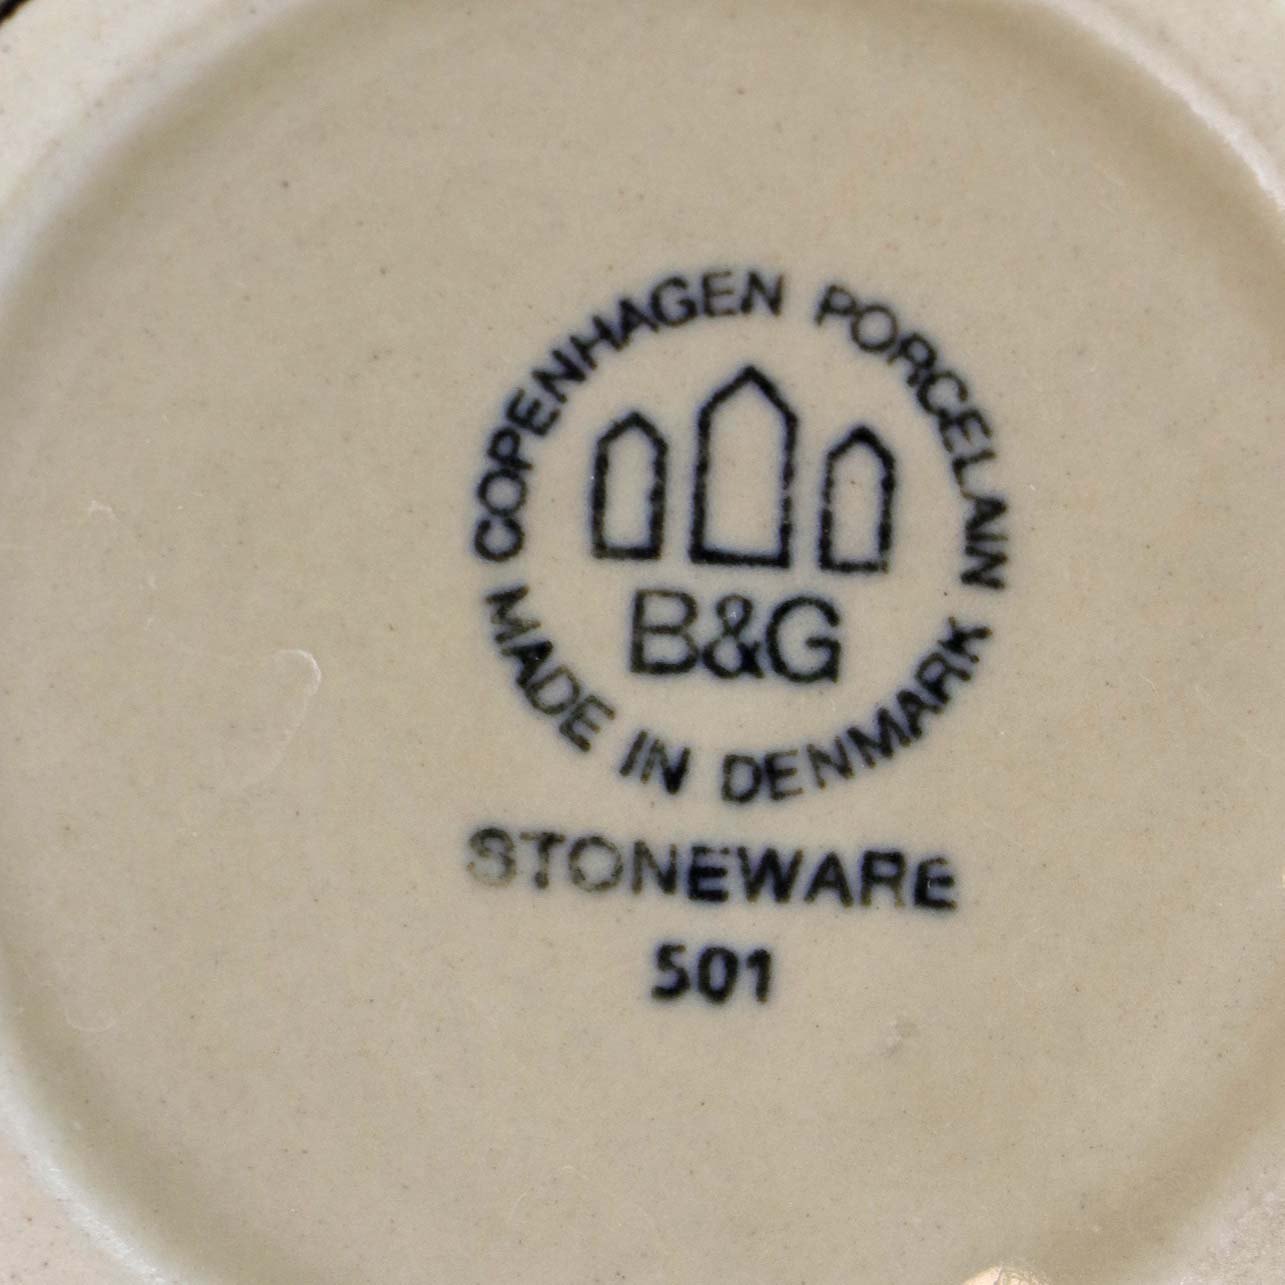 COPENHAGEN PORCELAIN
B&G
MADE IN DENMARK
STONEWARE
501